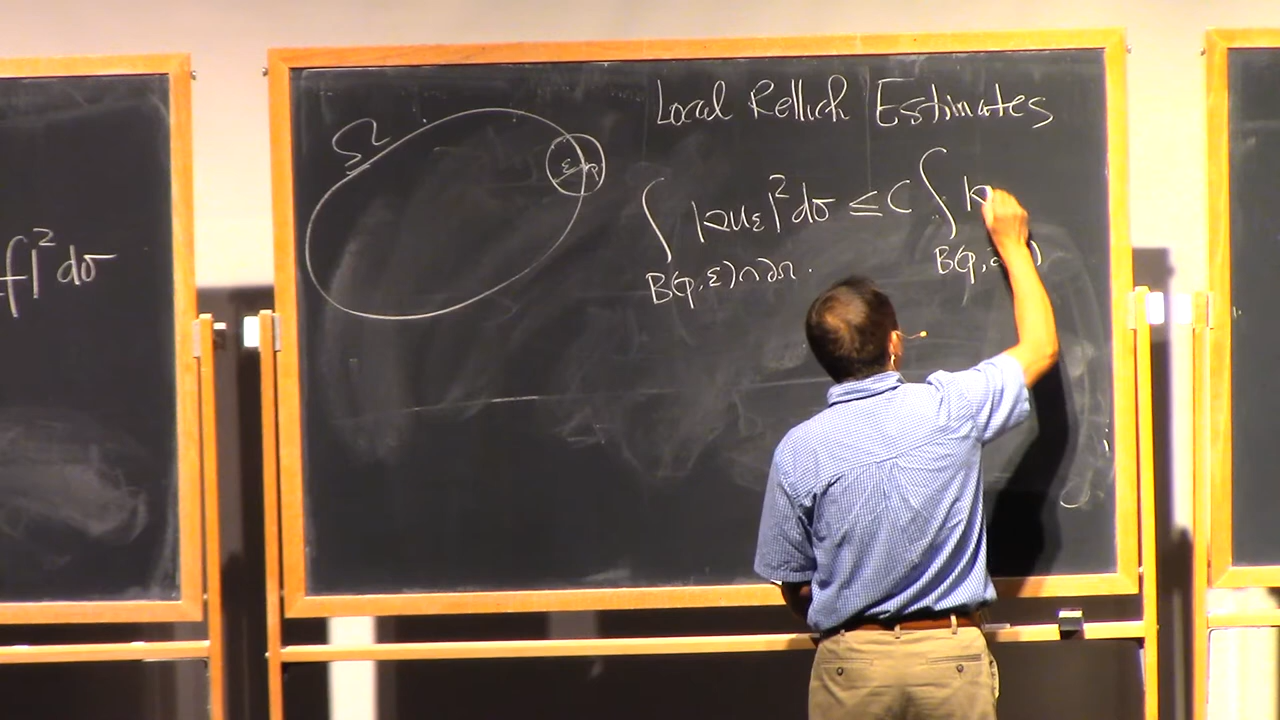 Local Rellich Estimates
Ω
ε p
∫ |∇u_ε|² dσ ≤ C ∫ |∇
B(p, ε) ∩ ∂Ω . B(p,
f|² dσ